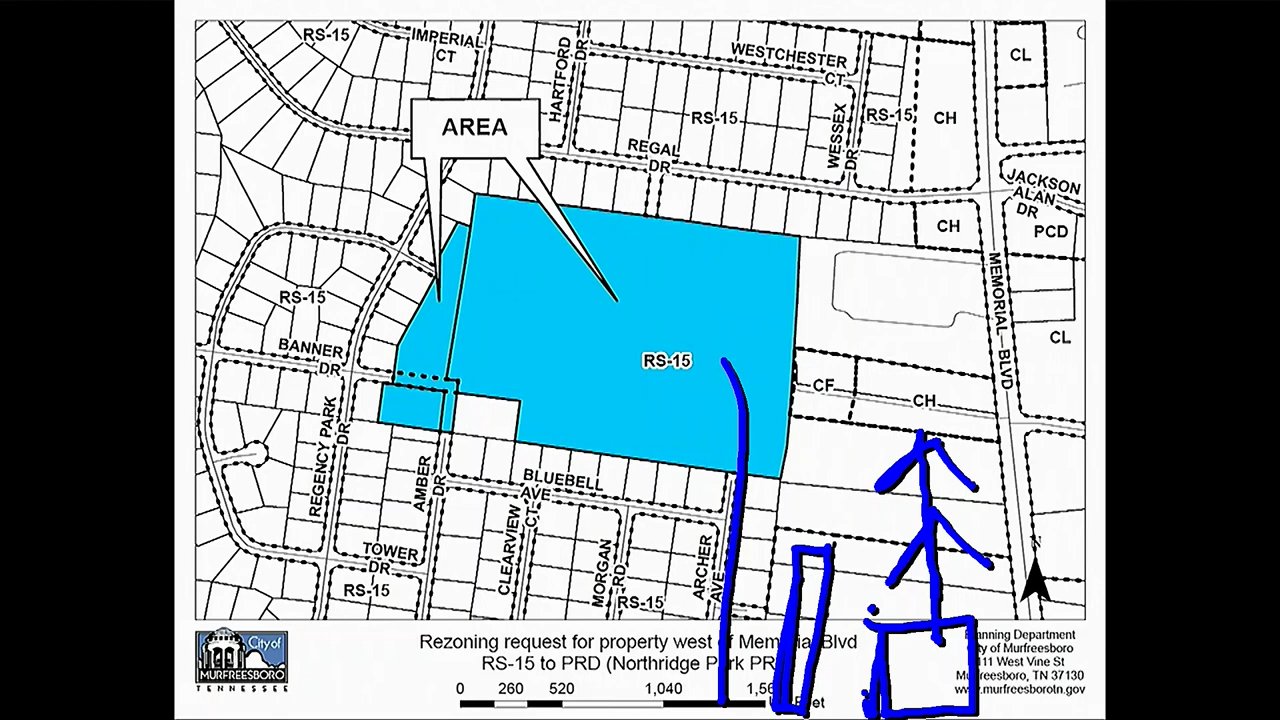 RS-15
IMPERIAL
CT
HARTFORD
DR
WESTCHESTER
CT
CL
AREA
RS-15
WESSEX
DR
RS-15
CH
REGAL
DR
JACKSON
ALAN
DR
CH
PCD
MEMORIAL BLVD
RS-15
CL
BANNER
DR
RS-15
CF
CH
REGENCY PARK
DR
AMBER
DR
BLUEBELL
AVE
CLEARVIEW
CT
MORGAN
RD
ARCHER
AVE
TOWER
DR
RS-15
RS-15
N
City of
MURFREESBORO
TENNESSEE
Rezoning request for property west of Memorial Blvd
RS-15 to PRD (Northridge Park
0 260 520 1,040 Feet
Department
of Murfreesboro
111 West Vine St
TN 37130
www.murfreesborotn.gov